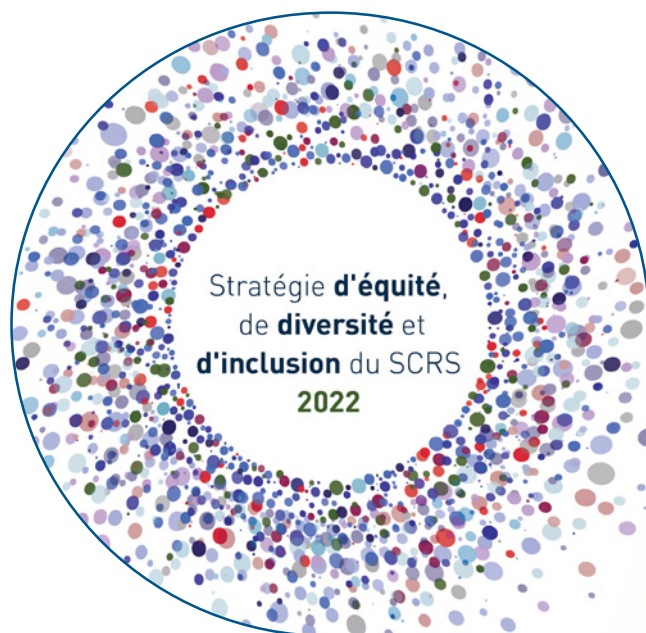 Stratégie d'équité,
de diversité et
d'inclusion du SCRS
2022